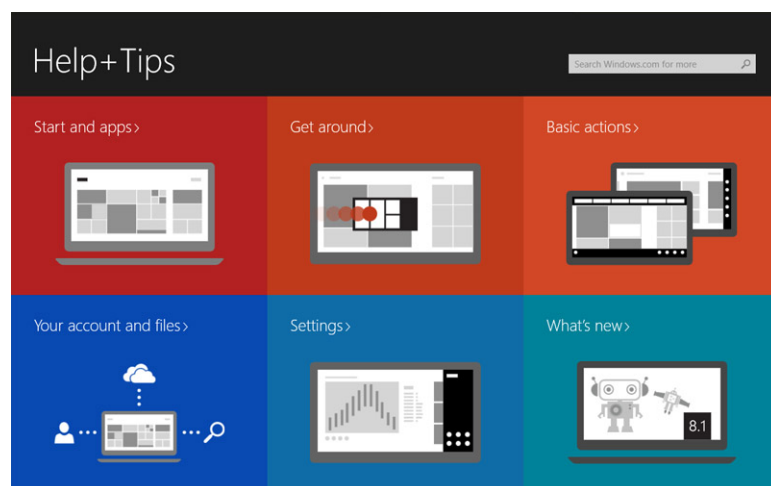 Help+Tips
Search Windows.com for more
Start and apps>
Get around>
Basic actions>
Your account and files>
Settings>
What's new>
8.1